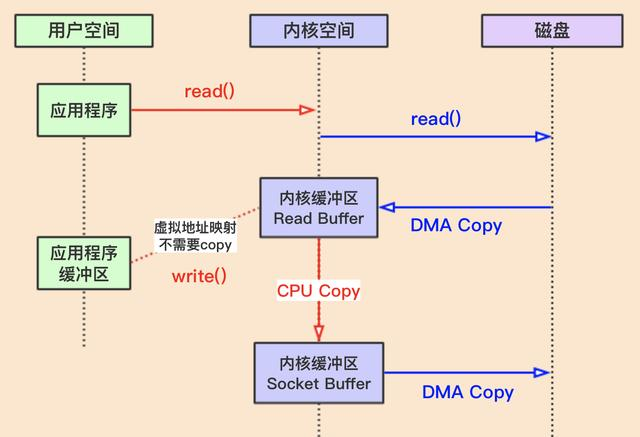 用户空间
内核空间
磁盘
应用程序
read()
read()
内核缓冲区
Read Buffer
DMA Copy
虚拟地址映射
不需要copy
应用程序
缓冲区
write()
CPU Copy
内核缓冲区
Socket Buffer
DMA Copy